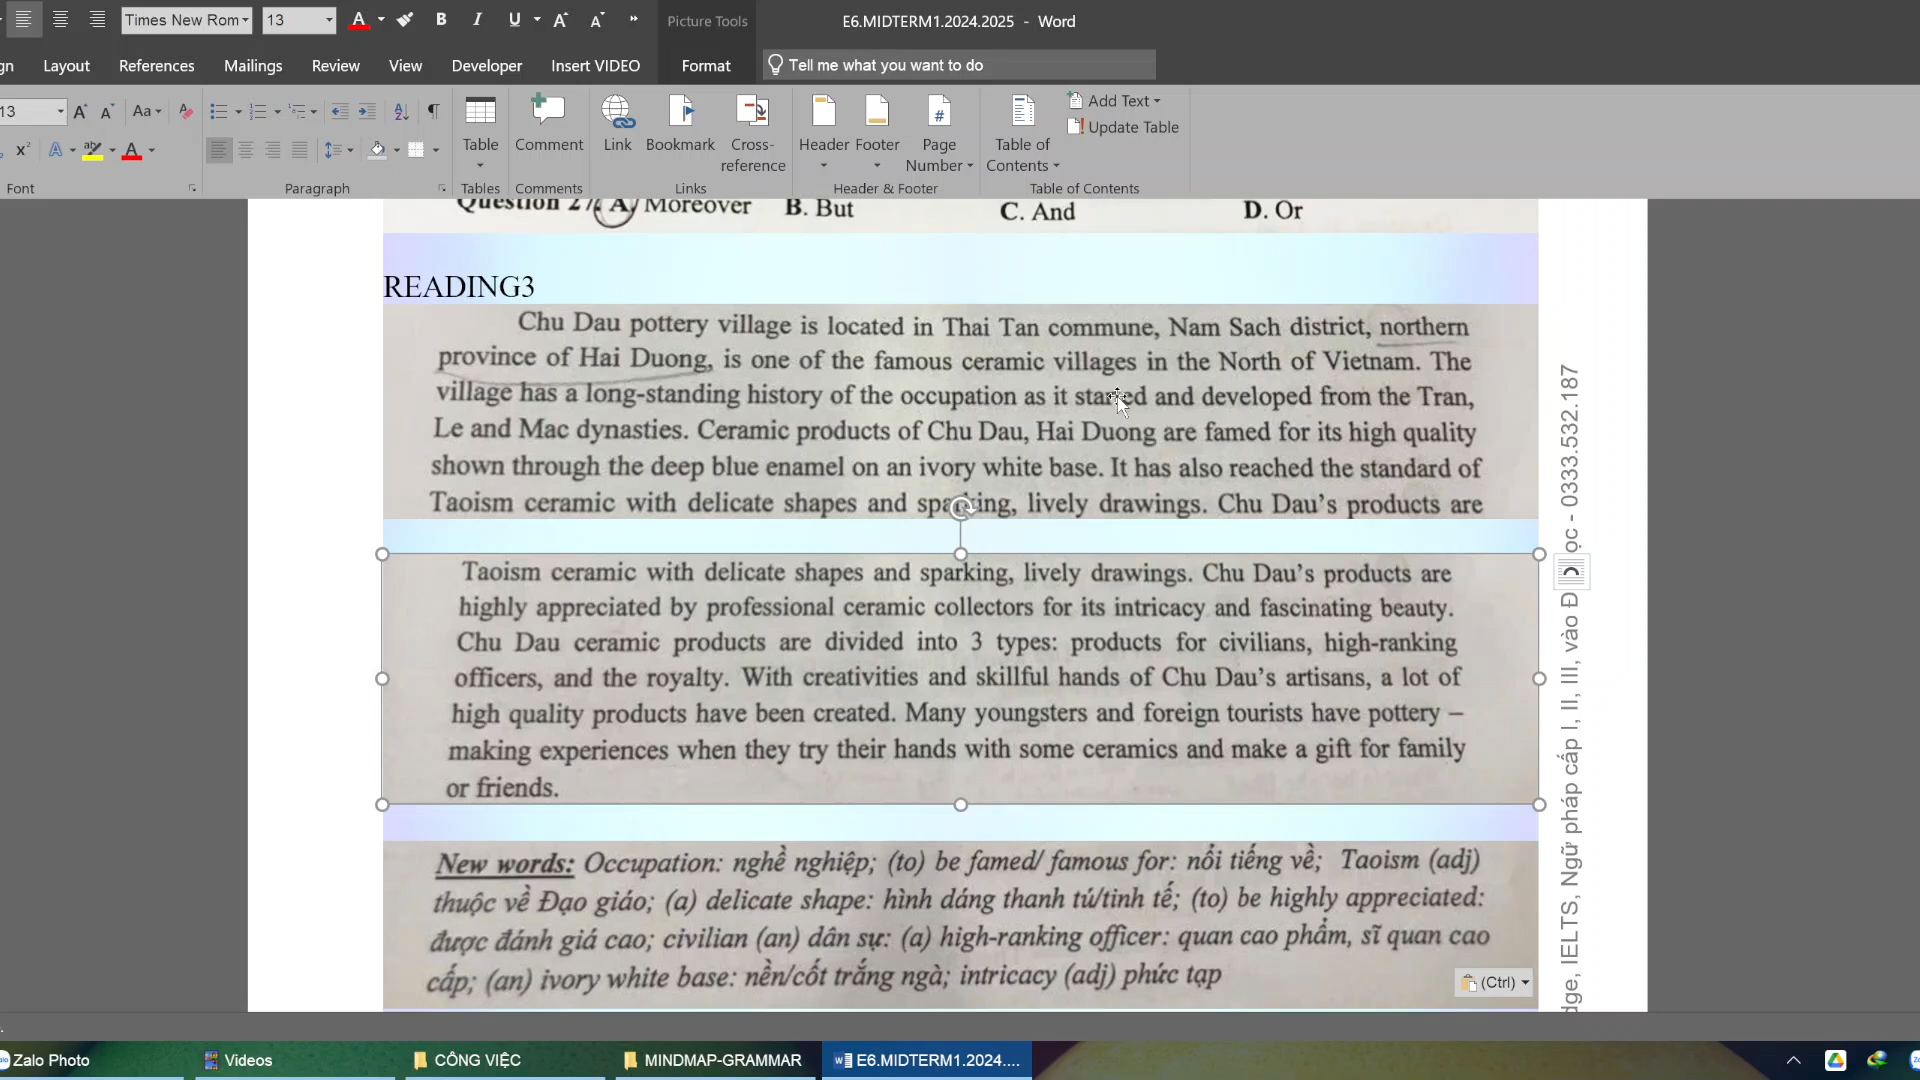 Times New Rom 13 A B I U A A » Picture Tools E6.MIDTERM1.2024.2025 - Word
gn Layout References Mailings Review View Developer Insert VIDEO Format Tell me what you want to do
13 A A Aa Add Text
Table Comment Link Bookmark Cross-reference Header Footer Page Number Table of Contents Update Table
Font Paragraph Tables Comments Links Header & Footer Table of Contents
Question 27. A. Moreover B. But C. And D. Or
READING3
Chu Dau pottery village is located in Thai Tan commune, Nam Sach district, northern
province of Hai Duong, is one of the famous ceramic villages in the North of Vietnam. The
village has a long-standing history of the occupation as it started and developed from the Tran,
Le and Mac dynasties. Ceramic products of Chu Dau, Hai Duong are famed for its high quality
shown through the deep blue enamel on an ivory white base. It has also reached the standard of
Taoism ceramic with delicate shapes and sparking, lively drawings. Chu Dau's products are
Taoism ceramic with delicate shapes and sparking, lively drawings. Chu Dau's products are
highly appreciated by professional ceramic collectors for its intricacy and fascinating beauty.
Chu Dau ceramic products are divided into 3 types: products for civilians, high-ranking
officers, and the royalty. With creativities and skillful hands of Chu Dau's artisans, a lot of
high quality products have been created. Many youngsters and foreign tourists have pottery –
making experiences when they try their hands with some ceramics and make a gift for family
or friends.
New words: Occupation: nghề nghiệp; (to) be famed/ famous for: nổi tiếng về; Taoism (adj)
thuộc về Đạo giáo; (a) delicate shape: hình dáng thanh tú/tinh tế; (to) be highly appreciated:
được đánh giá cao; civilian (an) dân sự: (a) high-ranking officer: quan cao phẩm, sĩ quan cao
cấp; (an) ivory white base: nền/cốt trắng ngà; intricacy (adj) phức tạp
(Ctrl)
dge, IELTS, Ngữ pháp cấp I, II, III, vào Đ ọc - 0333.532.187
Zalo Photo Videos CÔNG VIỆC MINDMAP-GRAMMAR E6.MIDTERM1.2024....